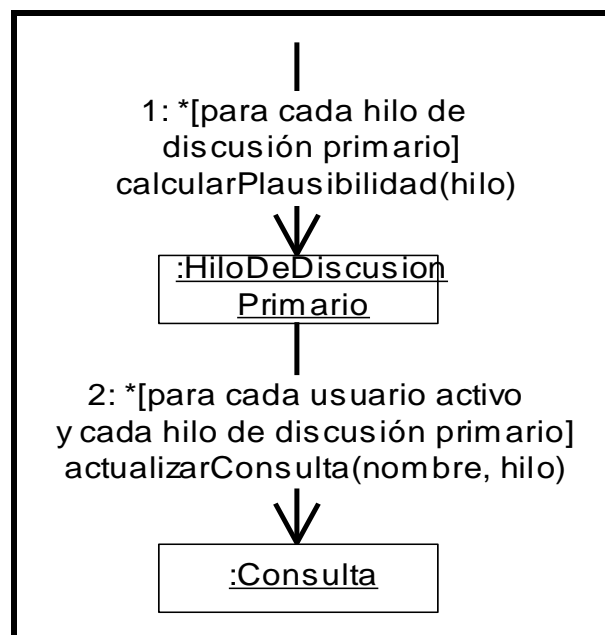 1: *[para cada hilo de
discusión primario]
calcularPlausibilidad(hilo)
:HiloDeDiscusion
Primario
2: *[para cada usuario activo
y cada hilo de discusión primario]
actualizarConsulta(nombre, hilo)
:Consulta